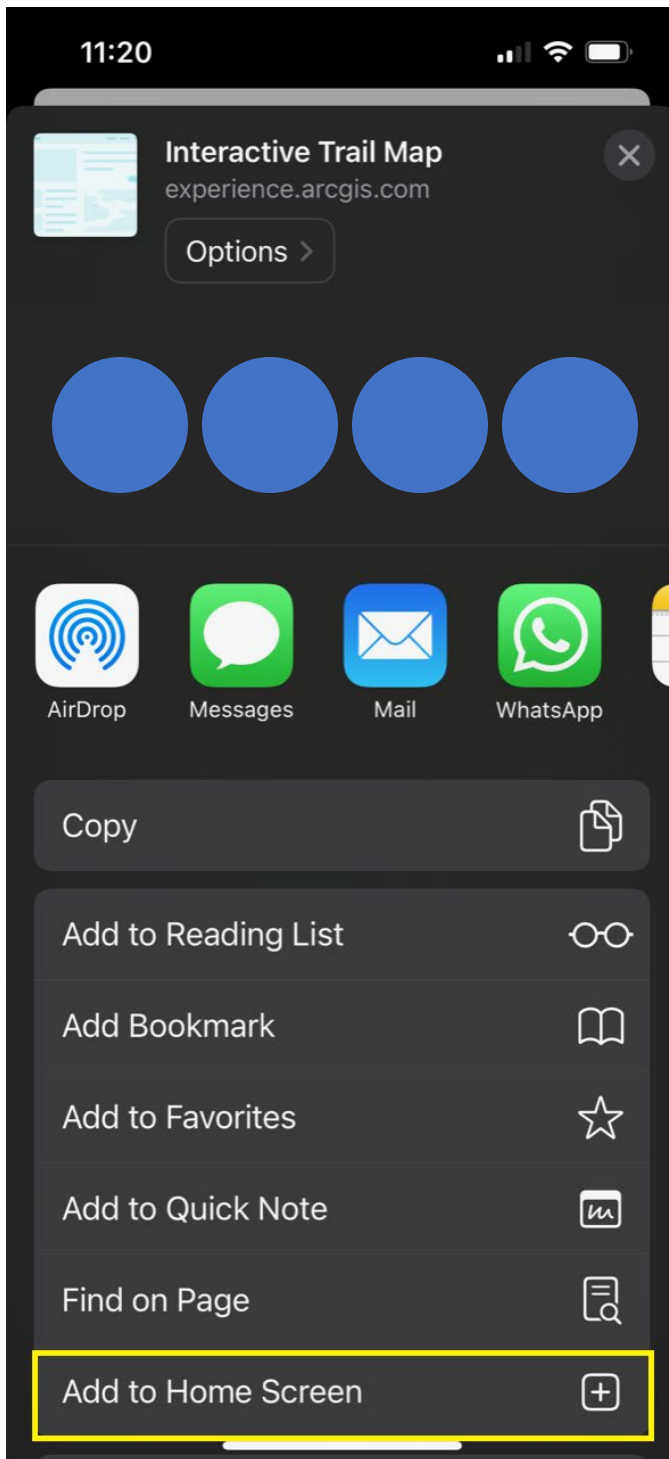 11:20
Interactive Trail Map
experience.arcgis.com
Options
AirDrop
Messages
Mail
WhatsApp
Copy
Add to Reading List
Add Bookmark
Add to Favorites
Add to Quick Note
Find on Page
Add to Home Screen